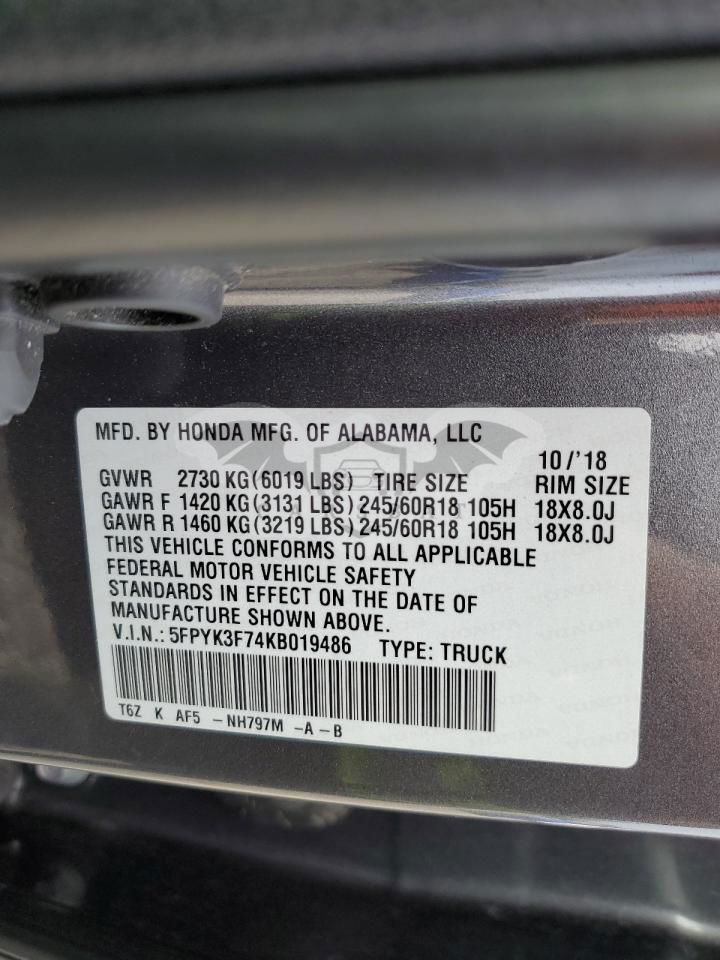 MFD. BY HONDA MFG. OF ALABAMA, LLC
10/'18
GVWR 2730 KG(6019 LBS) TIRE SIZE RIM SIZE
GAWR F 1420 KG(3131 LBS) 245/60R18 105H 18X8.0J
GAWR R 1460 KG(3219 LBS) 245/60R18 105H 18X8.0J
THIS VEHICLE CONFORMS TO ALL APPLICABLE
FEDERAL MOTOR VEHICLE SAFETY
STANDARDS IN EFFECT ON THE DATE OF
MANUFACTURE SHOWN ABOVE.
V.I.N.: 5FPYK3F74KB019486 TYPE: TRUCK
T6Z K AF5 -NH797M -A-B